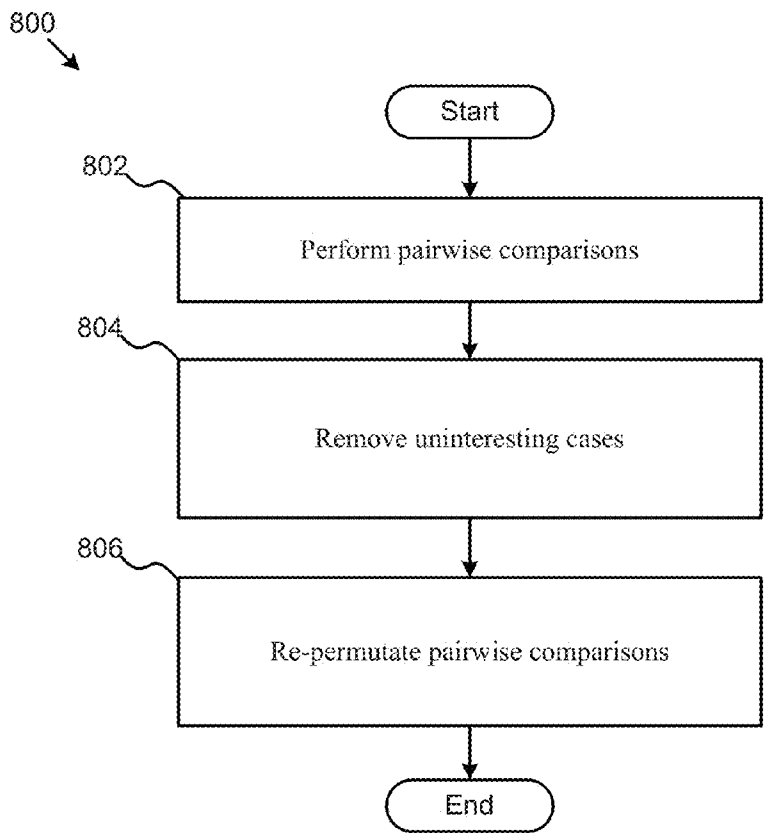 800
Start
802
Perform pairwise comparisons
804
Remove uninteresting cases
806
Re-permutate pairwise comparisons
End